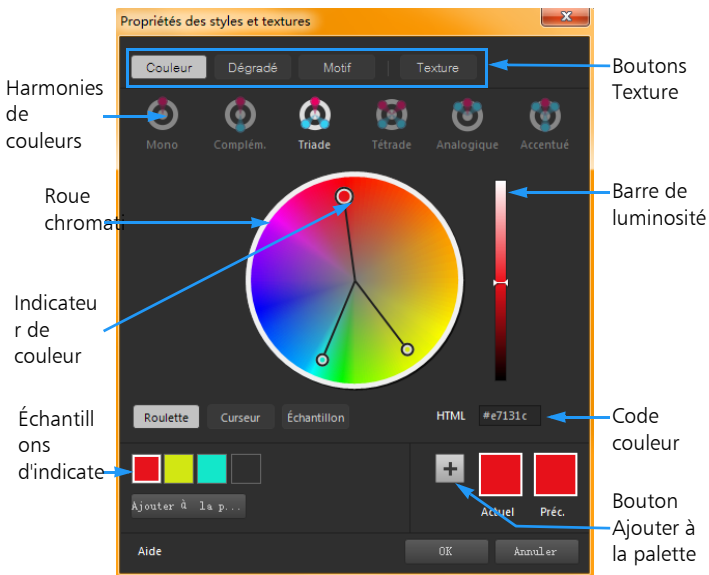 Propriétés des styles et textures
x
Couleur Dégradé Motif Texture
Boutons
Texture
Harmonies
de
couleurs
Mono Complém. Triade Tétrade Analogique Accentué
Roue
chromati
Barre de
luminosité
Indicateu
r de
couleur
Roulette Curseur Échantillon HTML #e7131c
Code
couleur
Échantill
ons
d'indicate
Ajouter à la p...
+
Actuel Préc.
Bouton
Ajouter à
la palette
Aide OK Annuler